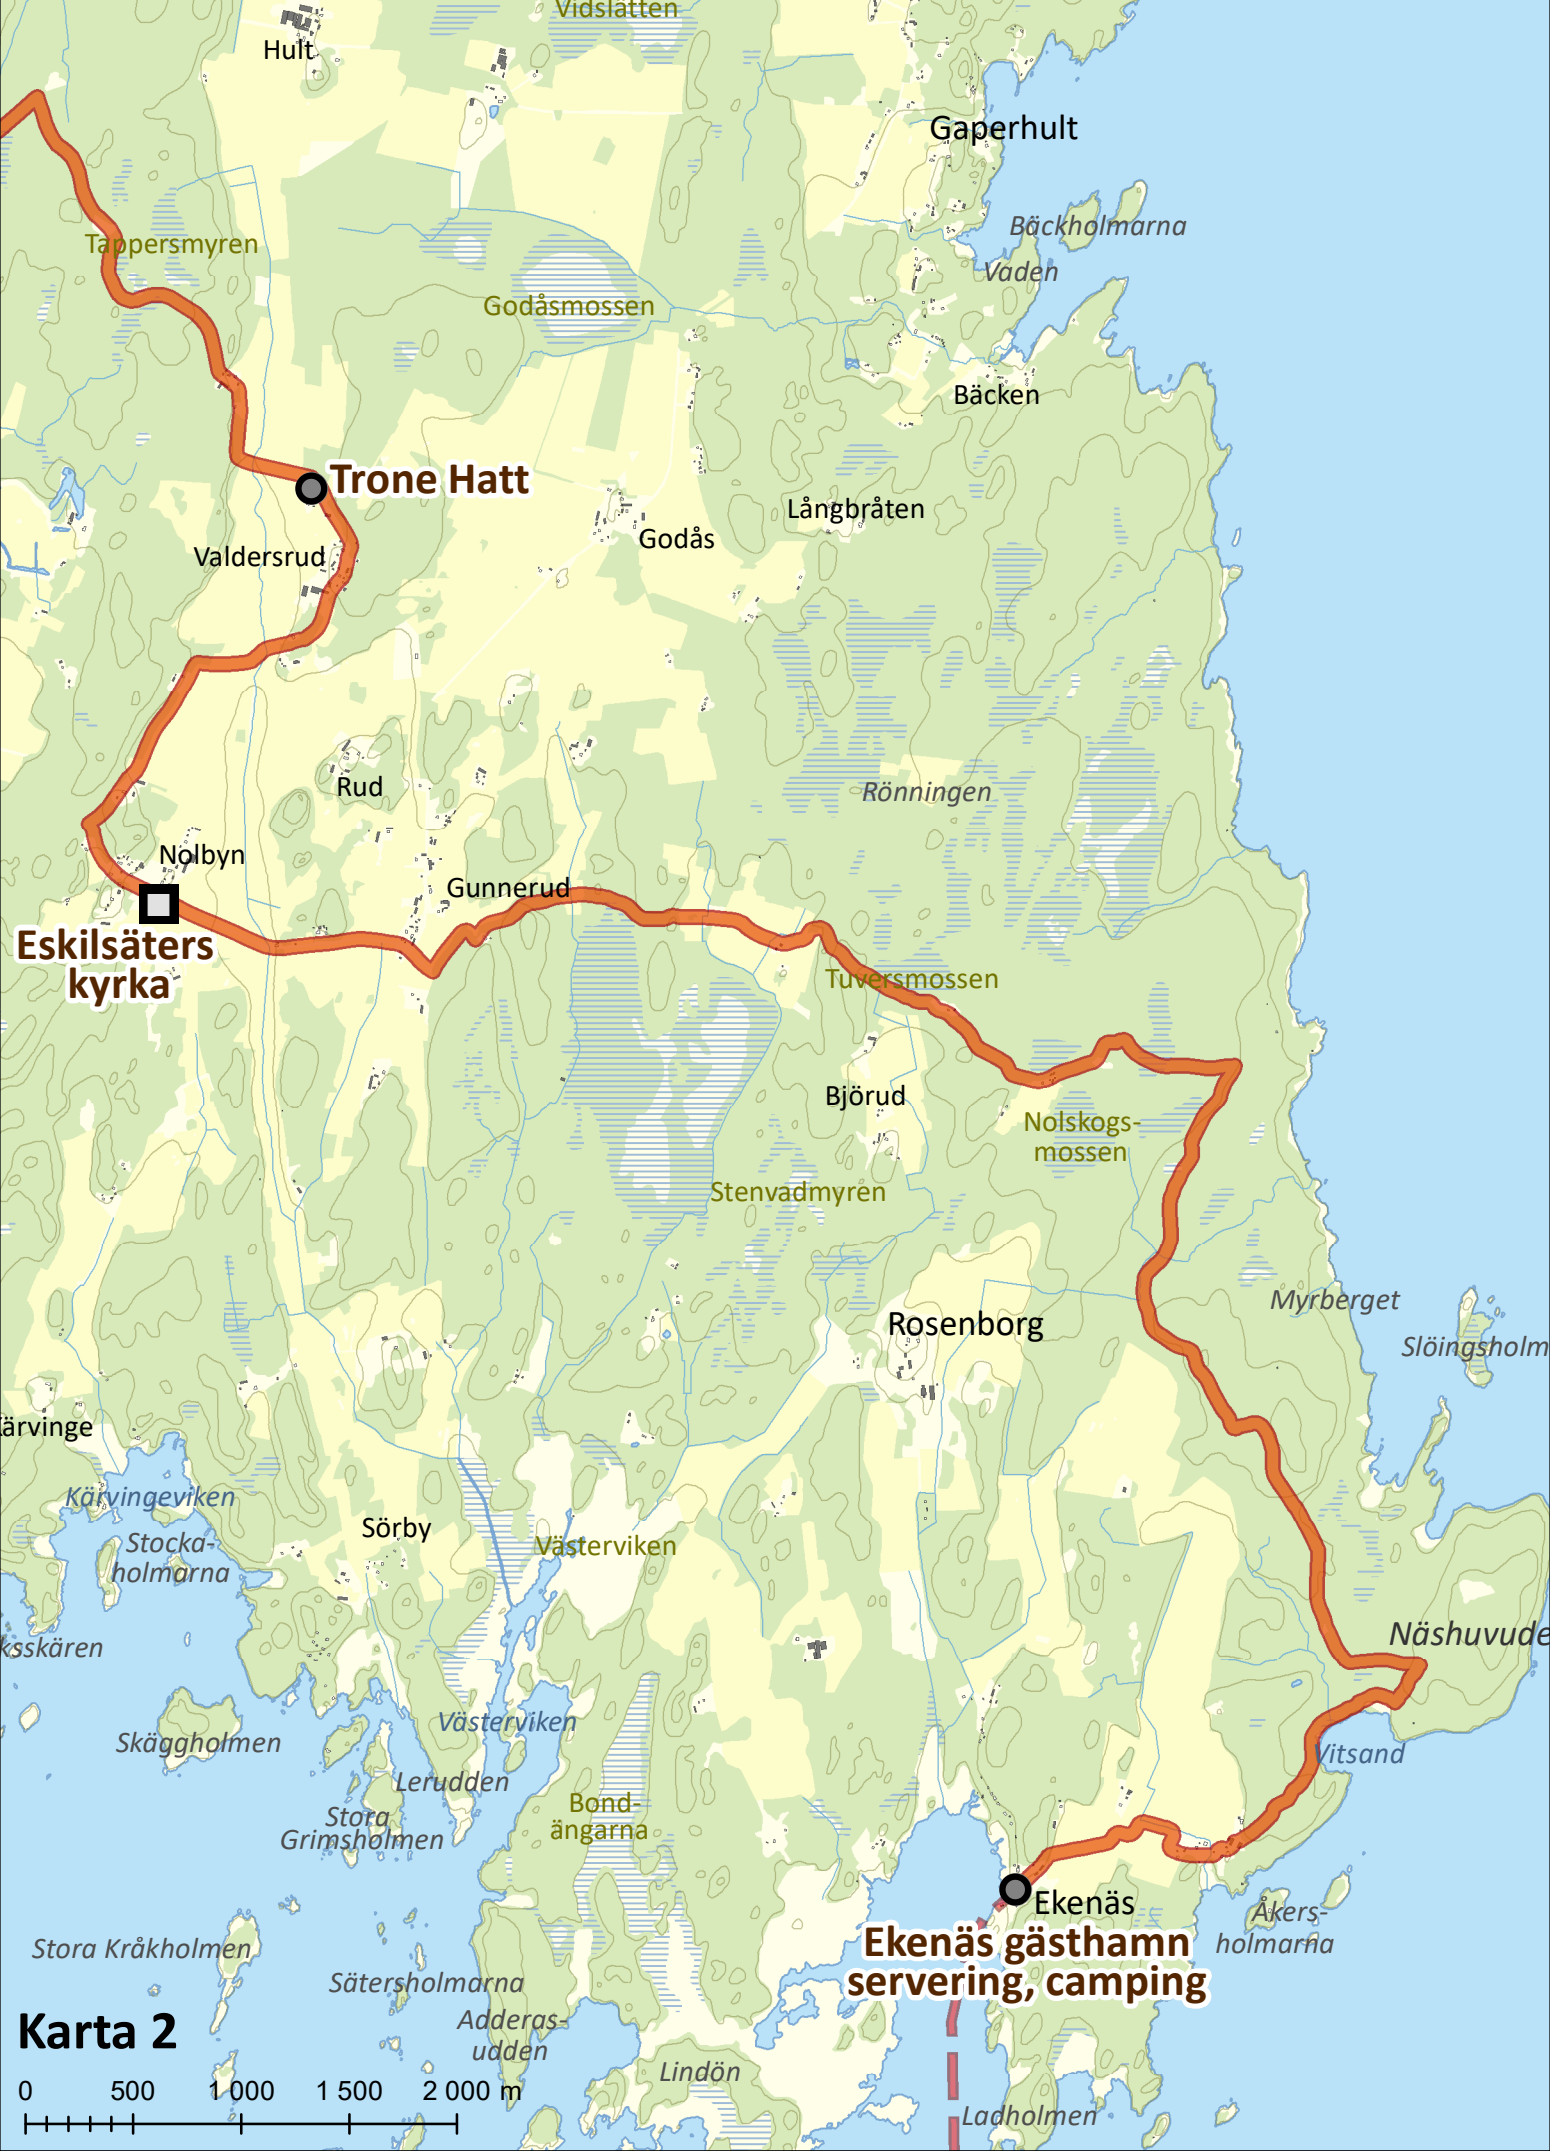 Vidslätten
Hult
Gaperhult
Bäckholmarna
Tappersmyren
Vaden
Godåsmossen
Bäcken
Trone Hatt
Långbråten
Godås
Valdersrud
Rud
Rönningen
Nolbyn
Gunnerud
Eskilsäters
kyrka
Tuversmossen
Björud
Nolskogs-
mossen
Stenvadmyren
Myrberget
Rosenborg
Slöingsholm
ärvinge
Kärvingeviken
Sörby
Stocka-
holmarna
Västerviken
ksskären
Näshuvude
Skäggholmen
Västerviken
Vitsand
Lerudden
Stora
Grimsholmen
Bond-
ängarna
Ekenäs
Åkers-
holmarna
Ekenäs gästhamn
servering, camping
Stora Kråkholmen
Sätersholmarna
Adderas-
udden
Karta 2
Lindön
0 500 1 000 1 500 2 000 m
Ladholmen